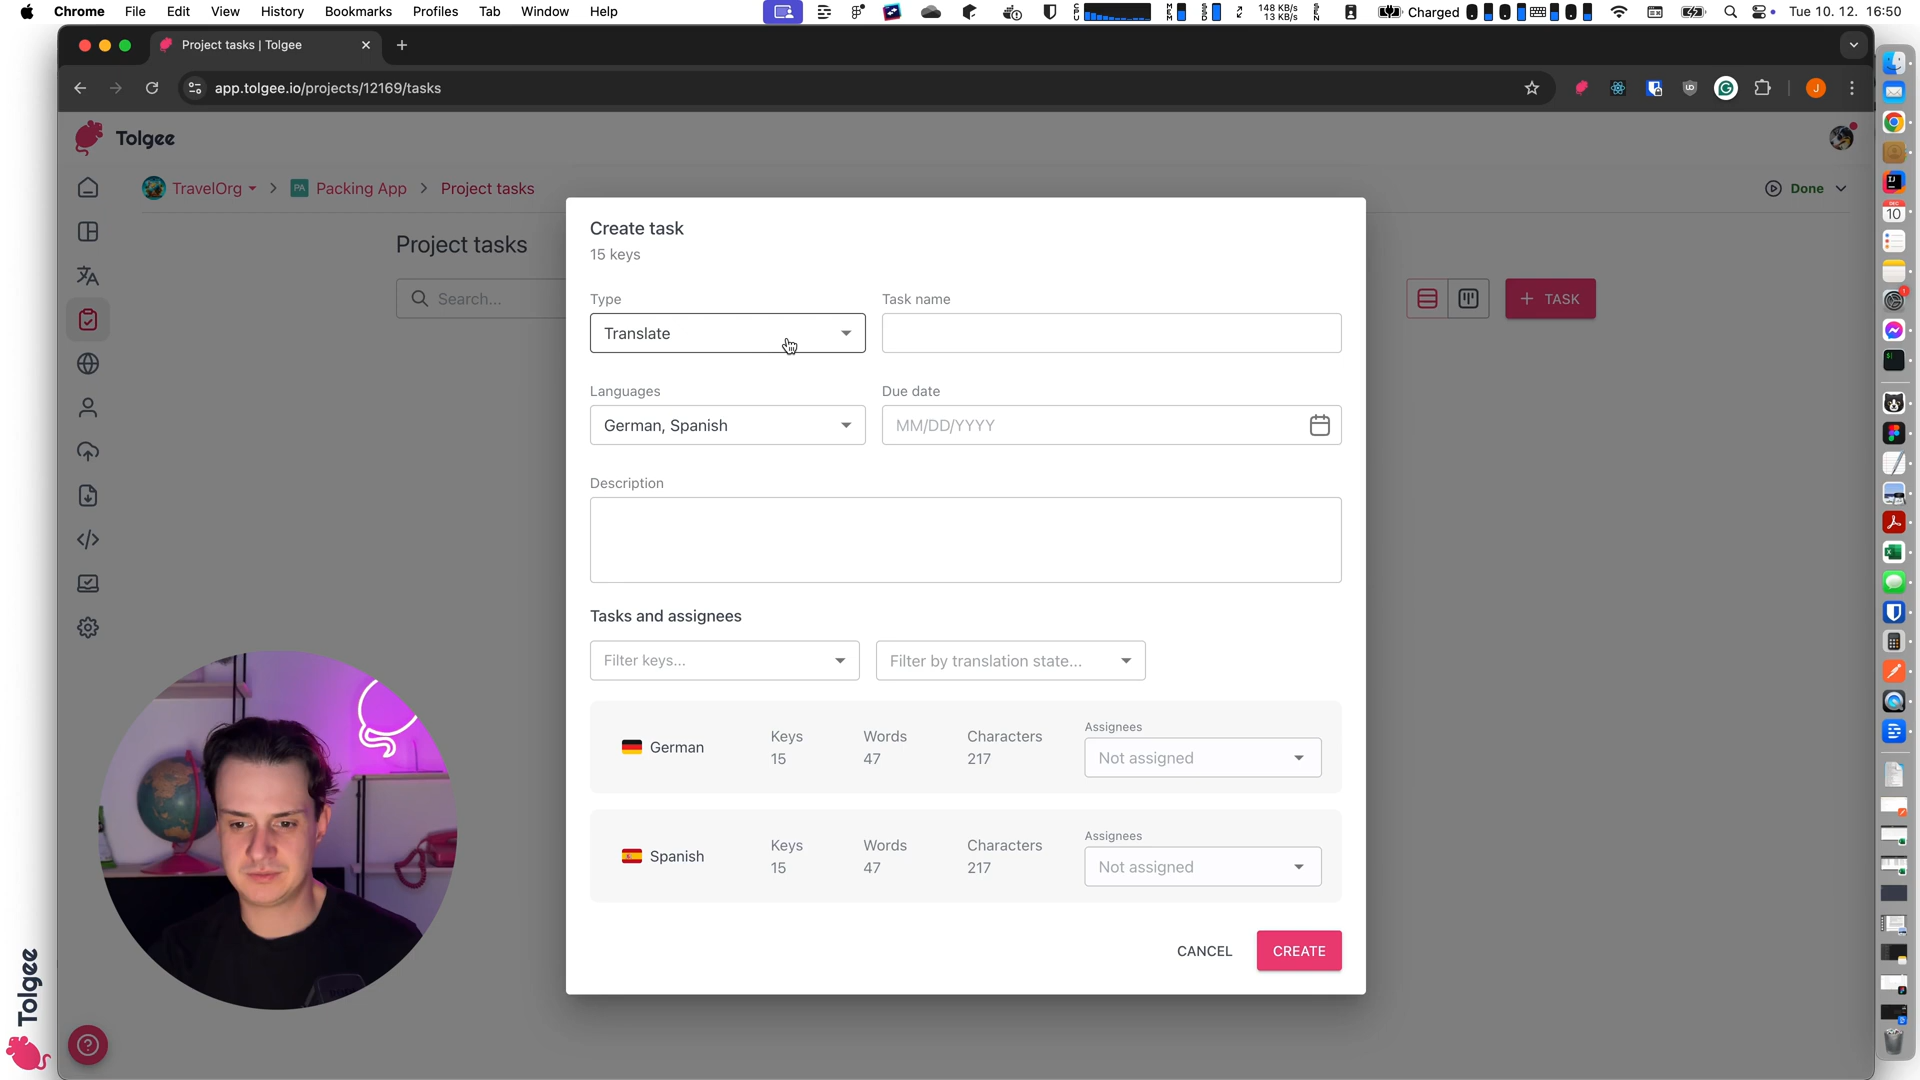 Chrome File Edit View History Bookmarks Profiles Tab Window Help
148 KB/s
13 KB/s
Charged
Tue 10. 12. 16:50
Project tasks | Tolgee
app.tolgee.io/projects/12169/tasks
J
Tolgee
TravelOrg > PA Packing App > Project tasks
Done
Project tasks
Search...
+ TASK
Create task
15 keys
Type
Task name
Translate
Languages
Due date
German, Spanish
MM/DD/YYYY
Description
Tasks and assignees
Filter keys...
Filter by translation state...
German
Keys
15
Words
47
Characters
217
Assignees
Not assigned
Spanish
Keys
15
Words
47
Characters
217
Assignees
Not assigned
CANCEL
CREATE
Tolgee